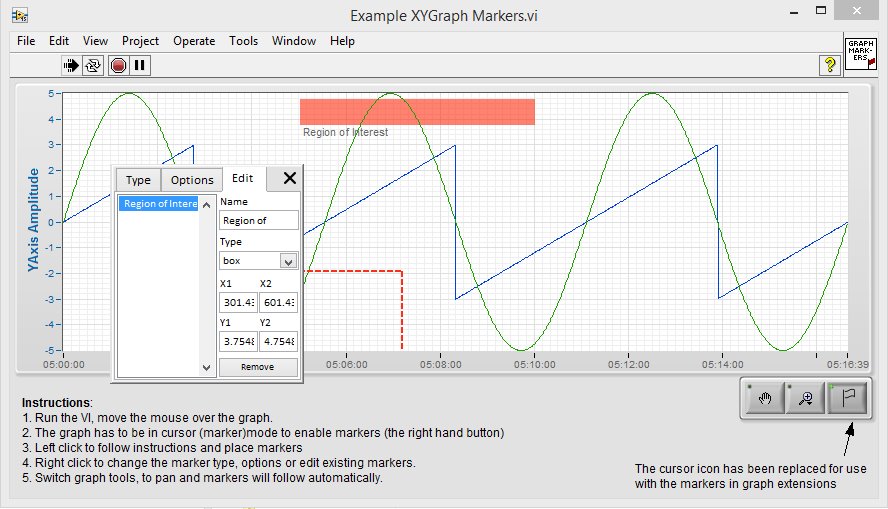 Example XYGraph Markers.vi
File Edit View Project Operate Tools Window Help
?
GRAPH
MARK-
ERS
5
4
3
2
1
0
-1
-2
-3
-4
-5
YAxis Amplitude
Region of Interest
Type Options Edit
Region of Intere
Name
Region of
Type
box
X1 X2
301.43 601.43
Y1 Y2
3.7548 4.7548
Remove
05:00:00 05:06:00 05:08:00 05:10:00 05:12:00 05:14:00 05:16:39
Instructions:
1. Run the VI, move the mouse over the graph.
2. The graph has to be in cursor (marker)mode to enable markers (the right hand button)
3. Left click to follow instructions and place markers
4. Right click to change the marker type, options or edit existing markers.
5. Switch graph tools, to pan and markers will follow automatically.
The cursor icon has been replaced for use
with the markers in graph extensions